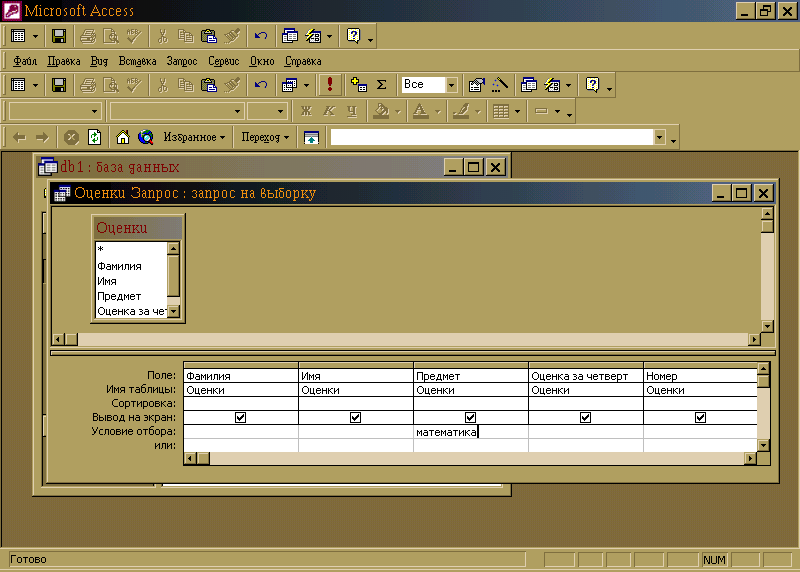 Microsoft Access
Файл Правка Вид Вставка Запрос Сервис Окно Справка
Все
Ж К Ч
Избранное Переход
db1 : база данных
Оценки Запрос : запрос на выборку
Оценки
*
Фамилия
Имя
Предмет
Оценка за чет
Поле: Фамилия Имя Предмет Оценка за четверт Номер
Имя таблицы: Оценки Оценки Оценки Оценки Оценки
Сортировка:
Вывод на экран:
Условие отбора: математика
или:
Готово NUM